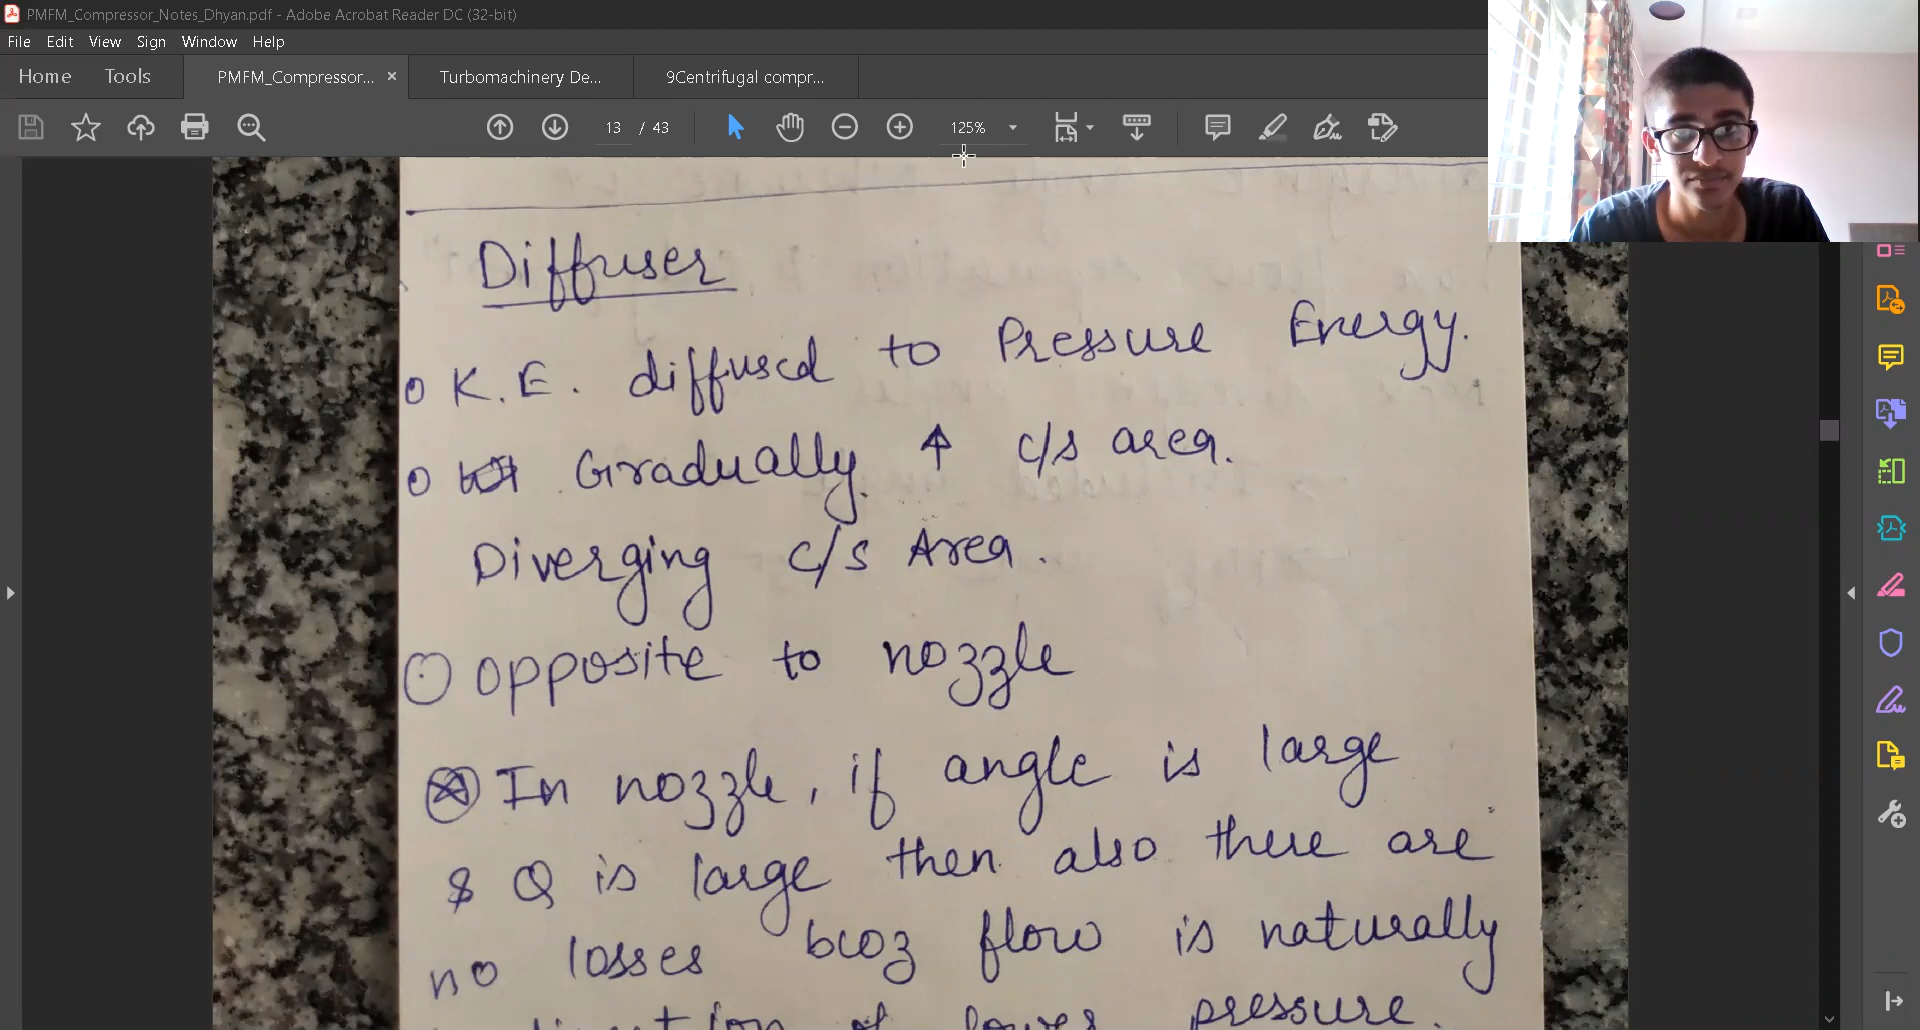 PMFM_Compressor_Notes_Dhyan.pdf - Adobe Acrobat Reader DC (32-bit)
File Edit View Sign Window Help
Home Tools PMFM_Compressor... × Turbomachinery De... 9Centrifugal compr...
13 / 43 125%
Diffuser
K.E. diffused to Pressure Energy.
Gradually ↑ c/s area.
Diverging c/s Area.
opposite to nozzle
In nozzle, if angle is large
& Q is large then also there are
no losses bcoz flow is naturally
of lower pressure.